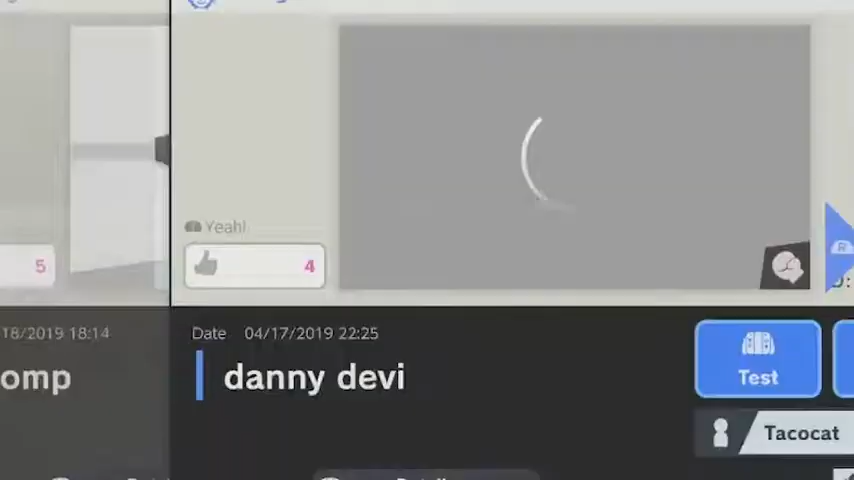 Yeah!
5
4
R
18/2019 18:14
Date 04/17/2019 22:25
omp
danny devi
Test
Tacocat